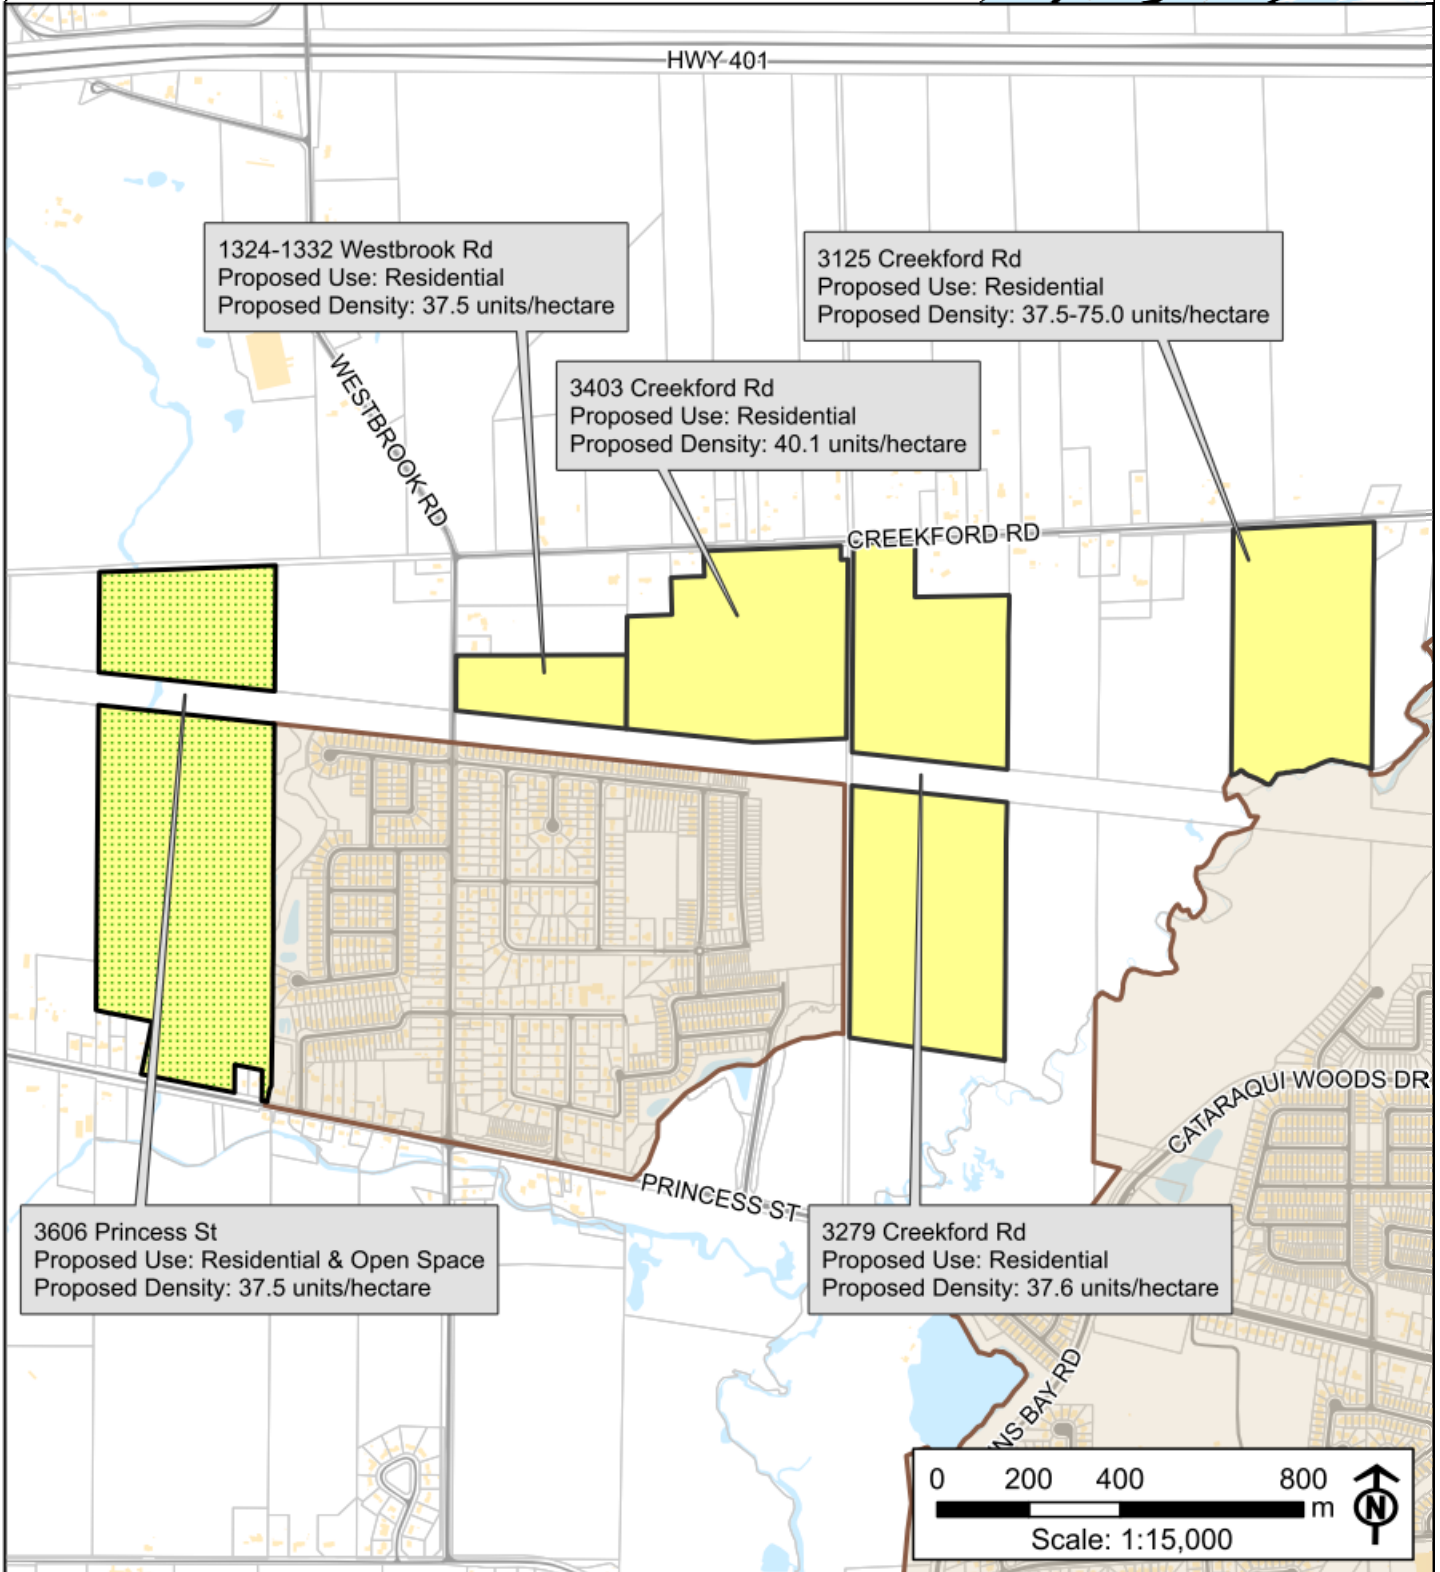 HWY 401
1324-1332 Westbrook Rd
Proposed Use: Residential
Proposed Density: 37.5 units/hectare
3125 Creekford Rd
Proposed Use: Residential
Proposed Density: 37.5-75.0 units/hectare
WESTBROOK RD
3403 Creekford Rd
Proposed Use: Residential
Proposed Density: 40.1 units/hectare
CREEKFORD RD
CATARAQUI WOODS DR
PRINCESS ST
3606 Princess St
Proposed Use: Residential & Open Space
Proposed Density: 37.5 units/hectare
3279 Creekford Rd
Proposed Use: Residential
Proposed Density: 37.6 units/hectare
NS BAY RD
0 200 400 800
m
N
Scale: 1:15,000